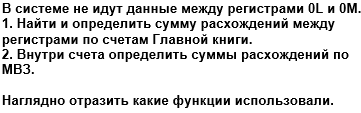 В системе не идут данные между регистрами 0L и 0M.
1. Найти и определить сумму расхождений между
регистрами по счетам Главной книги.
2. Внутри счета определить суммы расхождений по
МВЗ.
Наглядно отразить какие функции использовали.